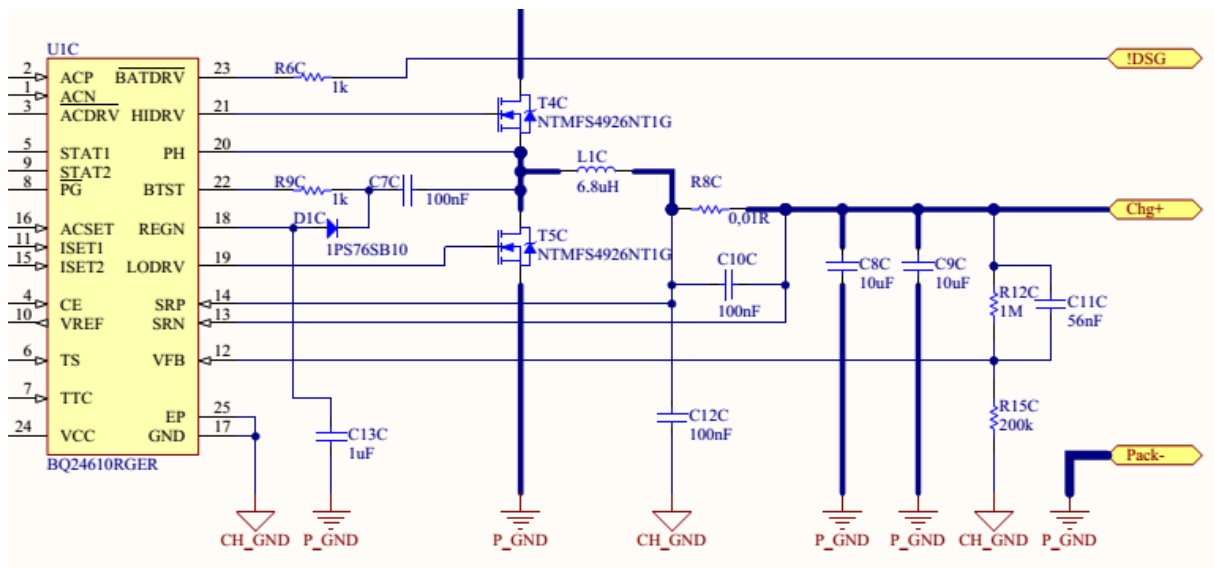 U1C
2
ACP
BATDRV
23
R6C
1k
!DSG
1
ACN
3
ACDRV
HIDRV
21
T4C
NTMFS4926NT1G
5
STAT1
PH
20
9
STAT2
L1C
6.8uH
8
PG
BTST
22
R9C
1k
C7C
100nF
R8C
0,01R
Chg+
16
ACSET
REGN
18
D1C
1PS76SB10
11
ISET1
15
ISET2
LODRV
19
T5C
NTMFS4926NT1G
C10C
100nF
C8C
10uF
C9C
10uF
R12C
1M
C11C
56nF
4
CE
SRP
14
10
VREF
SRN
13
6
TS
VFB
12
7
TTC
EP
25
24
VCC
GND
17
C13C
1uF
C12C
100nF
R15C
200k
Pack-
BQ24610RGER
CH_GND
P_GND
P_GND
CH_GND
P_GND
P_GND
CH_GND
P_GND